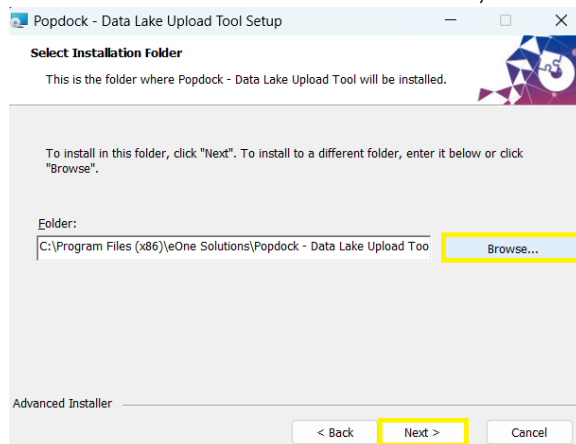 Popdock - Data Lake Upload Tool Setup
Select Installation Folder
This is the folder where Popdock - Data Lake Upload Tool will be installed.
To install in this folder, click "Next". To install to a different folder, enter it below or click
"Browse".
Folder:
C:\Program Files (x86)\eOne Solutions\Popdock - Data Lake Upload Too
Browse...
Advanced Installer
< Back Next > Cancel